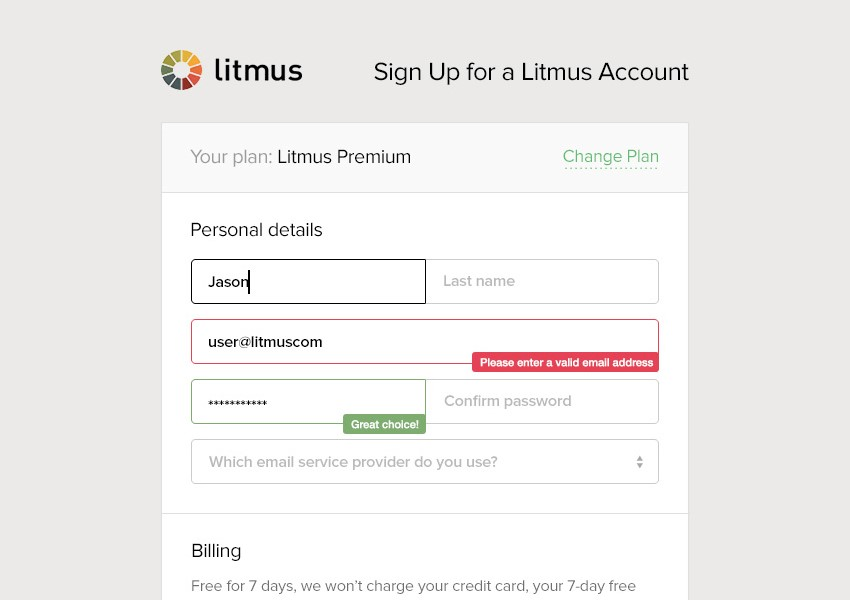 litmus
Sign Up for a Litmus Account
Your plan: Litmus Premium
Change Plan
Personal details
Jason
Last name
user@litmuscom
Please enter a valid email address
***********
Confirm password
Great choice!
Which email service provider do you use?
Billing
Free for 7 days, we won’t charge your credit card, your 7-day free